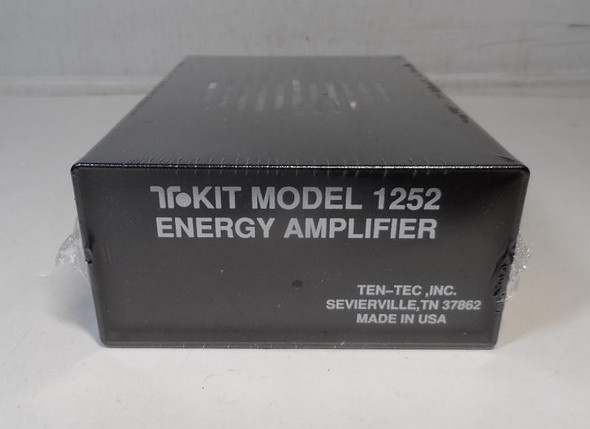 T-KIT MODEL 1252
ENERGY AMPLIFIER
TEN-TEC ,INC.
SEVIERVILLE,TN 37862
MADE IN USA